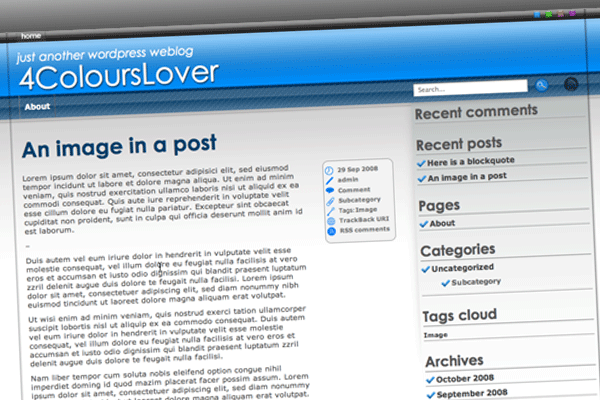 home
just another wordpress weblog
4ColoursLover
Search...
About
An image in a post
Lorem ipsum dolor sit amet, consectetur adipisici elit, sed eiusmod
tempor incidunt ut labore et dolore magna aliqua. Ut enim ad minim
veniam, quis nostrud exercitation ullamco laboris nisi ut aliquid ex ea
commodi consequat. Quis aute iure reprehenderit in voluptate velit
esse cillum dolore eu fugiat nulla pariatur. Excepteur sint obcaecat
cupiditat non proident, sunt in culpa qui officia deserunt mollit anim id
est laborum.
–
Duis autem vel eum iriure dolor in hendrerit in vulputate velit esse
molestie consequat, vel illum dolore eu feugiat nulla facilisis at vero
eros et accumsan et iusto odio dignissim qui blandit praesent luptatum
zzril delenit augue duis dolore te feugait nulla facilisi. Lorem ipsum
dolor sit amet, consectetuer adipiscing elit, sed diam nonummy nibh
euismod tincidunt ut laoreet dolore magna aliquam erat volutpat.
Ut wisi enim ad minim veniam, quis nostrud exerci tation ullamcorper
suscipit lobortis nisl ut aliquip ex ea commodo consequat. Duis autem
vel eum iriure dolor in hendrerit in vulputate velit esse molestie
consequat, vel illum dolore eu feugiat nulla facilisis at vero eros et
accumsan et iusto odio dignissim qui blandit praesent luptatum zzril
delenit augue duis dolore te feugait nulla facilisi.
Nam liber tempor cum soluta nobis eleifend option congue nihil
imperdiet doming id quod mazim placerat facer possim assum. Lorem
ipsum dolor sit amet, consectetuer adipiscing elit, sed diam nonummy
29 Sep 2008
admin
Comment
Subcategory
Tags: Image
TrackBack URI
RSS comments
Recent comments
Recent posts
Here is a blockquote
An image in a post
Pages
About
Categories
Uncategorized
Subcategory
Tags cloud
Image
Archives
October 2008
September 2008